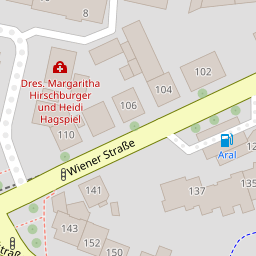 8
102
Dres. Margaritha
Hirschburger
und Heidi
Hagspiel
104
106
110
Wiener Straße
Aral
12
141
137
135
143
152
150